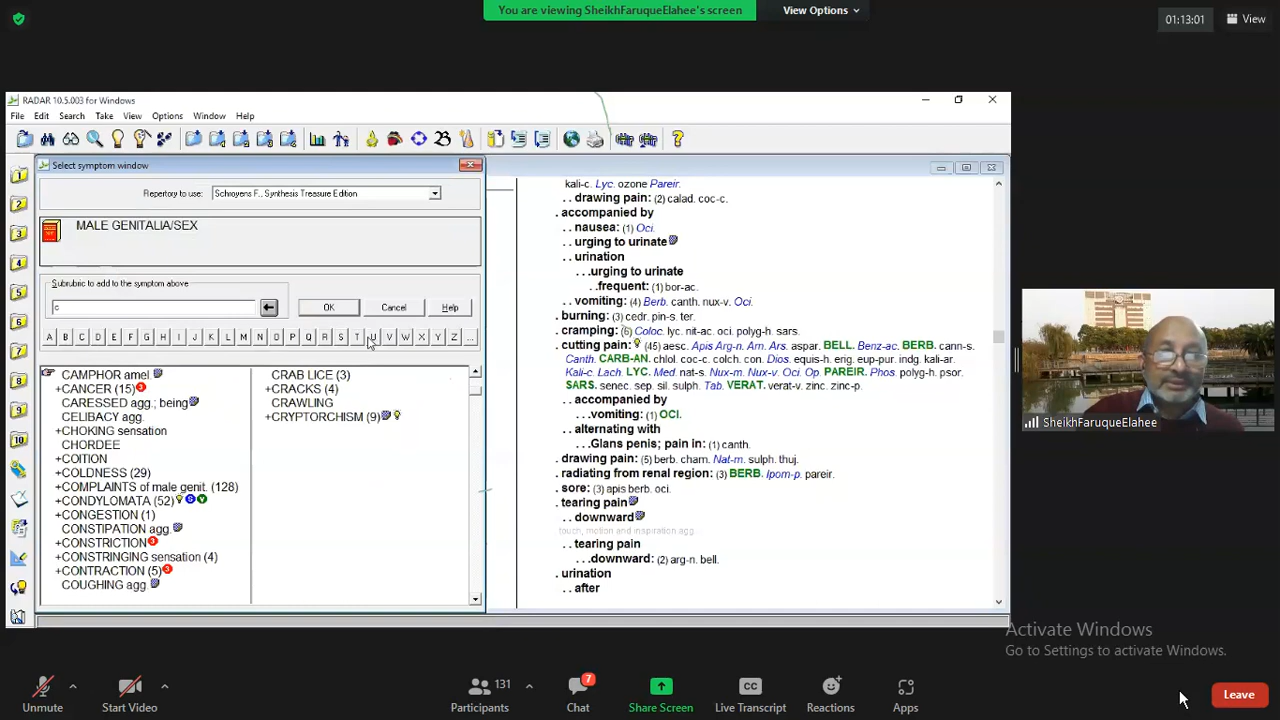 You are viewing SheikhFaruqueElahee's screen
View Options
01:13:01
View
RADAR 10.5.003 for Windows
File Edit Search Take View Options Window Help
Select symptom window
Repertory to use:
Schroyens F., Synthesis Treasure Edition
MALE GENITALIA/SEX
Subrubric to add to the symptom above
c
OK
Cancel
Help
A B C D E F G H I J K L M N O P Q R S T U V W X Y Z ...
CAMPHOR amel.
+CANCER (15) 3
CARESSED agg.; being
CELIBACY agg.
+CHOKING sensation
CHORDEE
+COITION
+COLDNESS (29)
+COMPLAINTS of male genit. (128)
+CONDYLOMATA (52)
+CONGESTION (1)
CONSTIPATION agg.
+CONSTRICTION 3
+CONSTRINGING sensation (4)
+CONTRACTION (5) 3
COUGHING agg
CRAB LICE (3)
+CRACKS (4)
CRAWLING
+CRYPTORCHISM (9)
kali-c. Lyc. ozone Pareir.
. . drawing pain: (2) calad. coc-c.
. accompanied by
. . nausea: (1) Oci.
. . urging to urinate
. . urination
. . .urging to urinate
. .frequent: (1) bor-ac.
. . vomiting: (4) Berb. canth. nux-v. Oci.
. burning: (3) cedr. pin-s. ter.
. cramping: (6) Coloc. lyc. nit-ac. oci. polyg-h. sars.
. cutting pain: (45) aesc. Apis Arg-n. Arn. Ars. aspar. BELL. Benz-ac. BERB. cann-s.
Canth. CARB-AN. chlol. coc-c. colch. con. Dios. equis-h. erig. eup-pur. indg. kali-ar.
Kali-c. Lach. LYC. Med. nat-s. Nux-m. Nux-v. Oci. Op. PAREIR. Phos. polyg-h. psor.
SARS. senec. sep. sil. sulph. Tab. VERAT. verat-v. zinc. zinc-p.
. . accompanied by
. . .vomiting: (1) OCI.
. . alternating with
. . .Glans penis; pain in: (1) canth.
. drawing pain: (5) berb. cham. Nat-m. sulph. thuj.
. radiating from renal region: (3) BERB. Ipom-p. pareir.
. sore: (3) apis berb. oci.
. tearing pain
. . downward
touch, motion and inspiration agg.
. . tearing pain
. . .downward: (2) arg-n. bell.
. urination
. . after
SheikhFaruqueElahee
Activate Windows
Go to Settings to activate Windows.
Unmute
Start Video
131
Participants
7
Chat
Share Screen
CC
Live Transcript
Reactions
Apps
Leave